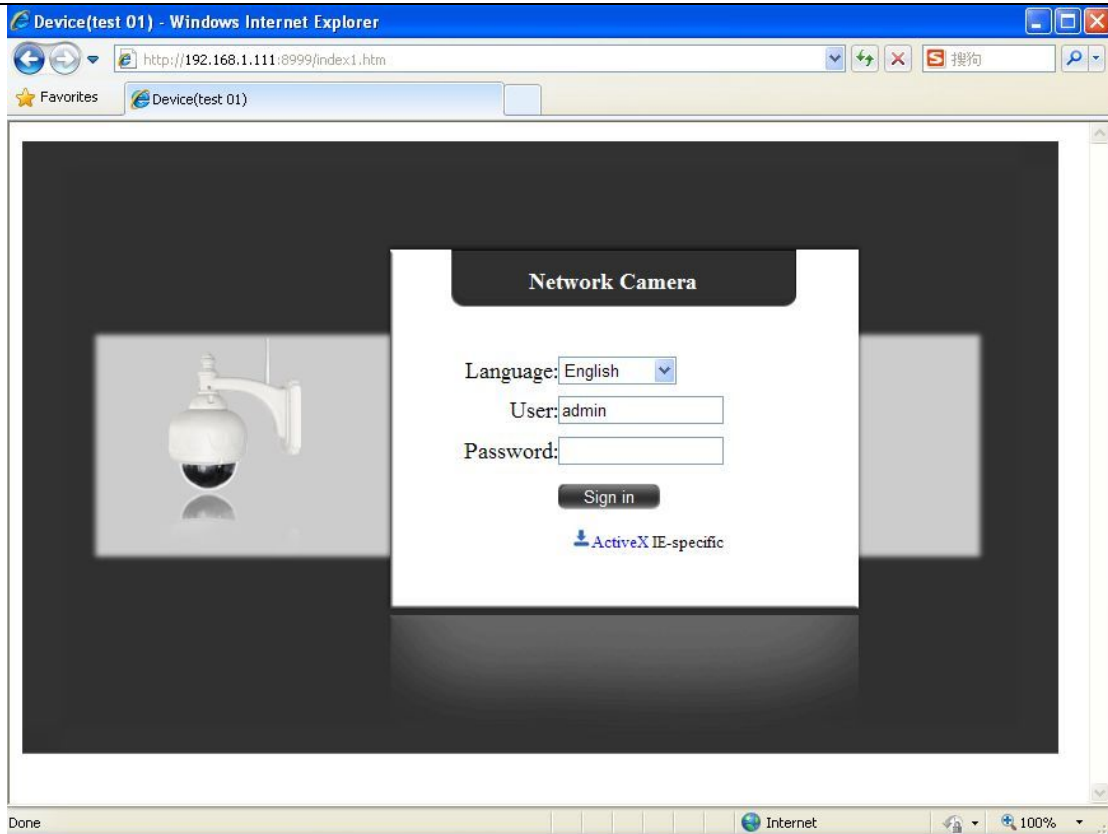 Device(test 01) - Windows Internet Explorer
http://192.168.1.111:8999/index1.htm
搜狗
Favorites
Device(test 01)
Network Camera
Language: English
User: admin
Password:
Sign in
ActiveX IE-specific
Done
Internet
100%